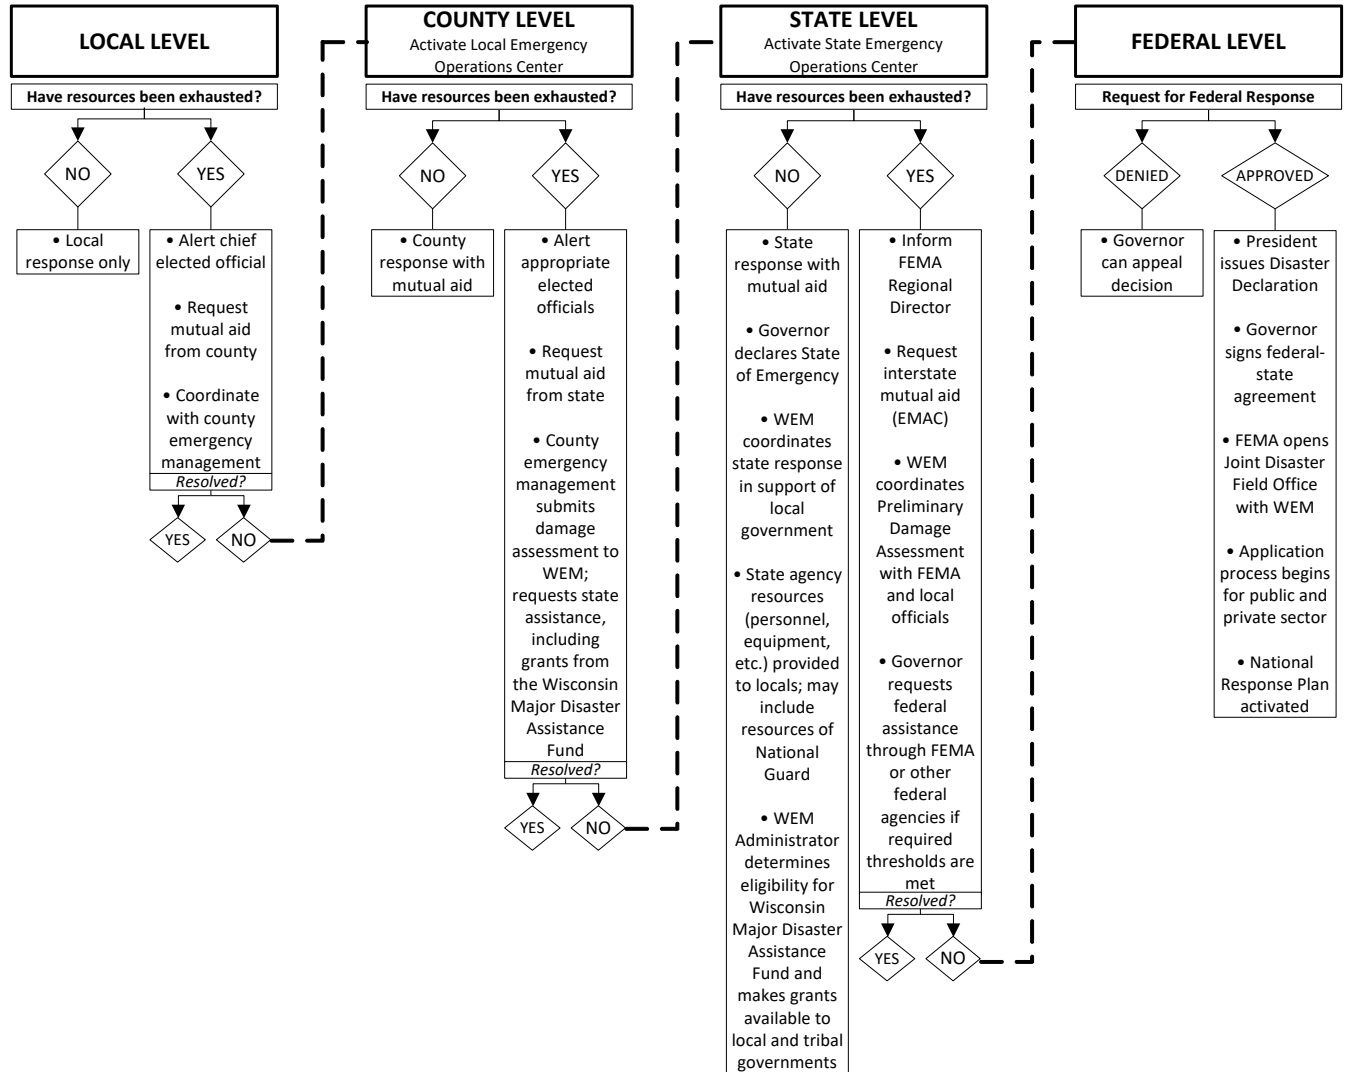 LOCAL LEVEL
Have resources been exhausted?
NO
YES
• Local
response only
• Alert chief
elected official
• Request
mutual aid
from county
• Coordinate
with county
emergency
management
Resolved?
YES
NO
COUNTY LEVEL
Activate Local Emergency
Operations Center
Have resources been exhausted?
NO
YES
• County
response with
mutual aid
• Alert
appropriate
elected
officials
• Request
mutual aid
from state
• County
emergency
management
submits
damage
assessment to
WEM;
requests state
assistance,
including
grants from
the Wisconsin
Major Disaster
Assistance
Fund
Resolved?
YES
NO
STATE LEVEL
Activate State Emergency
Operations Center
Have resources been exhausted?
NO
YES
• State
response with
mutual aid
• Governor
declares State
of Emergency
• WEM
coordinates
state response
in support of
local
government
• State agency
resources
(personnel,
equipment,
etc.) provided
to locals; may
include
resources of
National
Guard
• WEM
Administrator
determines
eligibility for
Wisconsin
Major Disaster
Assistance
Fund and
makes grants
available to
local and tribal
governments
• Inform
FEMA
Regional
Director
• Request
interstate
mutual aid
(EMAC)
• WEM
coordinates
Preliminary
Damage
Assessment
with FEMA
and local
officials
• Governor
requests
federal
assistance
through FEMA
or other
federal
agencies if
required
thresholds are
met
Resolved?
YES
NO
FEDERAL LEVEL
Request for Federal Response
DENIED
APPROVED
• Governor
can appeal
decision
• President
issues Disaster
Declaration
• Governor
signs federal-
state
agreement
• FEMA opens
Joint Disaster
Field Office
with WEM
• Application
process begins
for public and
private sector
• National
Response Plan
activated